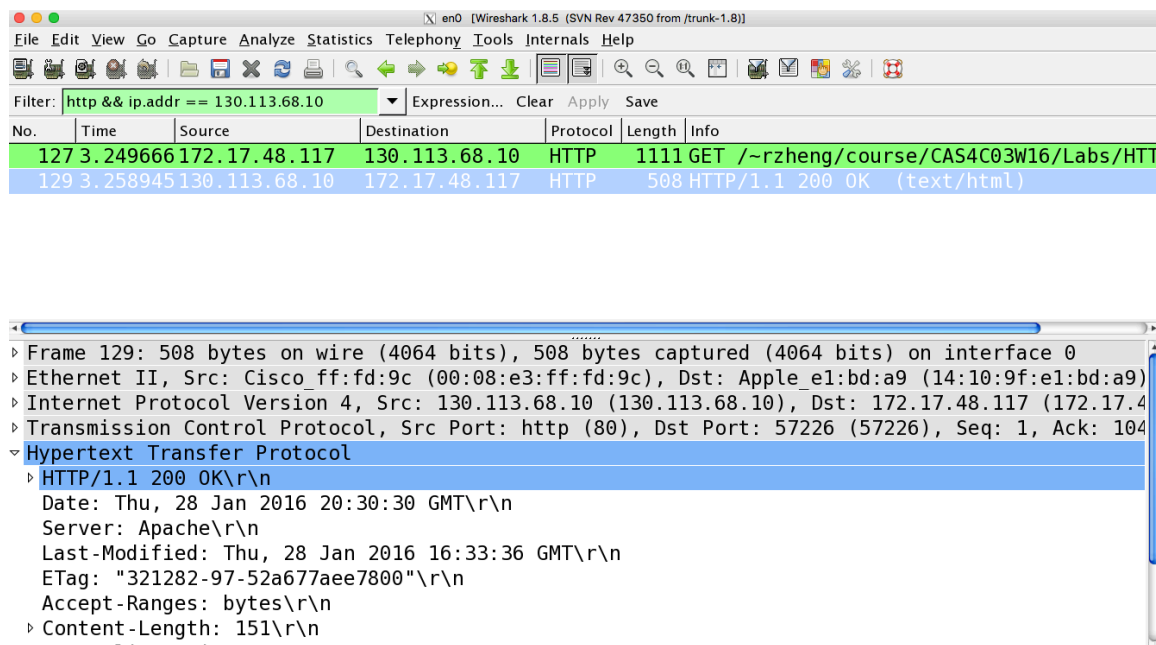 en0 [Wireshark 1.8.5 (SVN Rev 47350 from /trunk-1.8)]
File Edit View Go Capture Analyze Statistics Telephony Tools Internals Help
Filter: http && ip.addr == 130.113.68.10 Expression... Clear Apply Save
No. Time Source Destination Protocol Length Info
127 3.249666 172.17.48.117 130.113.68.10 HTTP 1111 GET /~rzheng/course/CAS4C03W16/Labs/HTT
129 3.258945 130.113.68.10 172.17.48.117 HTTP 508 HTTP/1.1 200 OK (text/html)
Frame 129: 508 bytes on wire (4064 bits), 508 bytes captured (4064 bits) on interface 0
Ethernet II, Src: Cisco_ff:fd:9c (00:08:e3:ff:fd:9c), Dst: Apple_e1:bd:a9 (14:10:9f:e1:bd:a9)
Internet Protocol Version 4, Src: 130.113.68.10 (130.113.68.10), Dst: 172.17.48.117 (172.17.4
Transmission Control Protocol, Src Port: http (80), Dst Port: 57226 (57226), Seq: 1, Ack: 104
Hypertext Transfer Protocol
HTTP/1.1 200 OK\r\n
Date: Thu, 28 Jan 2016 20:30:30 GMT\r\n
Server: Apache\r\n
Last-Modified: Thu, 28 Jan 2016 16:33:36 GMT\r\n
ETag: "321282-97-52a677aee7800"\r\n
Accept-Ranges: bytes\r\n
Content-Length: 151\r\n